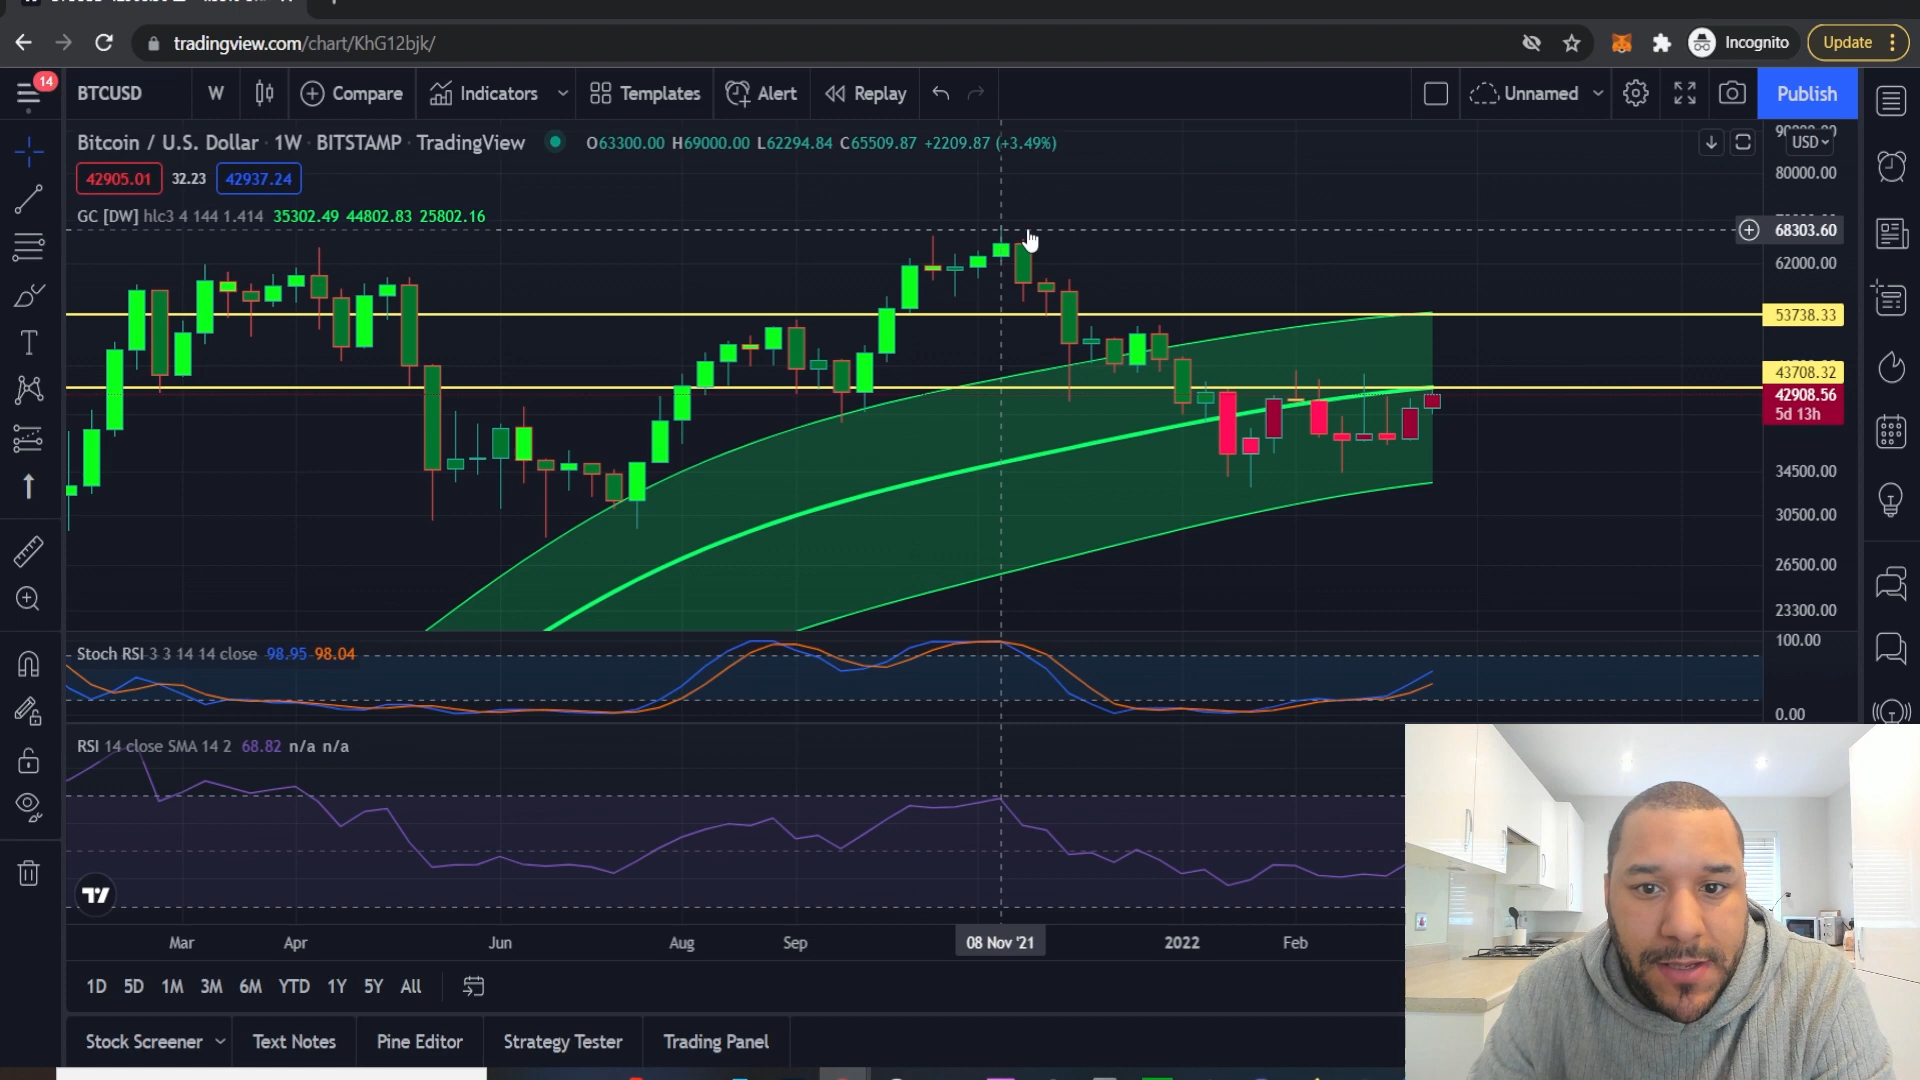 tradingview.com/chart/KhG12bjk/
Incognito
Update
14
BTCUSD
W
Compare
Indicators
Templates
Alert
Replay
Unnamed
Publish
Bitcoin / U.S. Dollar · 1W · BITSTAMP · TradingView
O63300.00 H69000.00 L62294.84 C65509.87 +2209.87 (+3.49%)
USD
42905.01 32.23 42937.24
80000.00
GC [DW] hlc3 4 144 1.414 35302.49 44802.83 25802.16
68303.60
62000.00
53738.33
43708.32
42908.56
5d 13h
34500.00
30500.00
26500.00
23300.00
100.00
Stoch RSI 3 3 14 14 close 98.95 98.04
0.00
RSI 14 close SMA 14 2 68.82 n/a n/a
Mar
Apr
Jun
Aug
Sep
08 Nov '21
2022
Feb
1D 5D 1M 3M 6M YTD 1Y 5Y All
Stock Screener
Text Notes
Pine Editor
Strategy Tester
Trading Panel